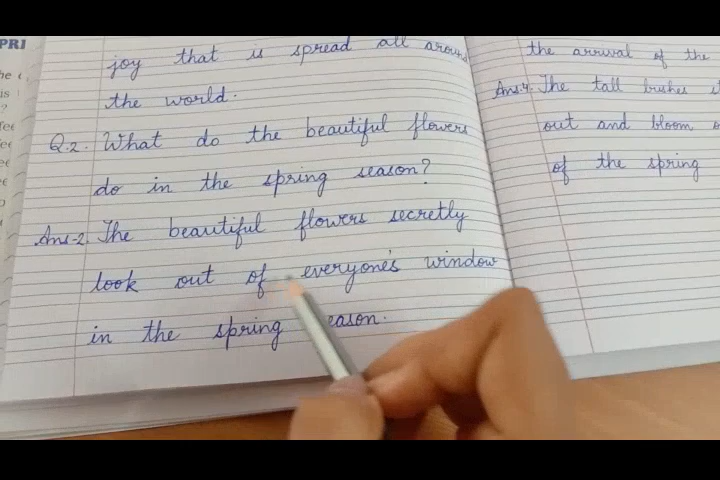 PRI
joy that is spread all around
the world.
Q.2. What do the beautiful flowers
do in the spring season?
Ans-2. The beautiful flowers secretly
look out of everyone's window
in the spring eason.
the arrival of the
Ans:4. The tall bushes
out and bloom
of the spring